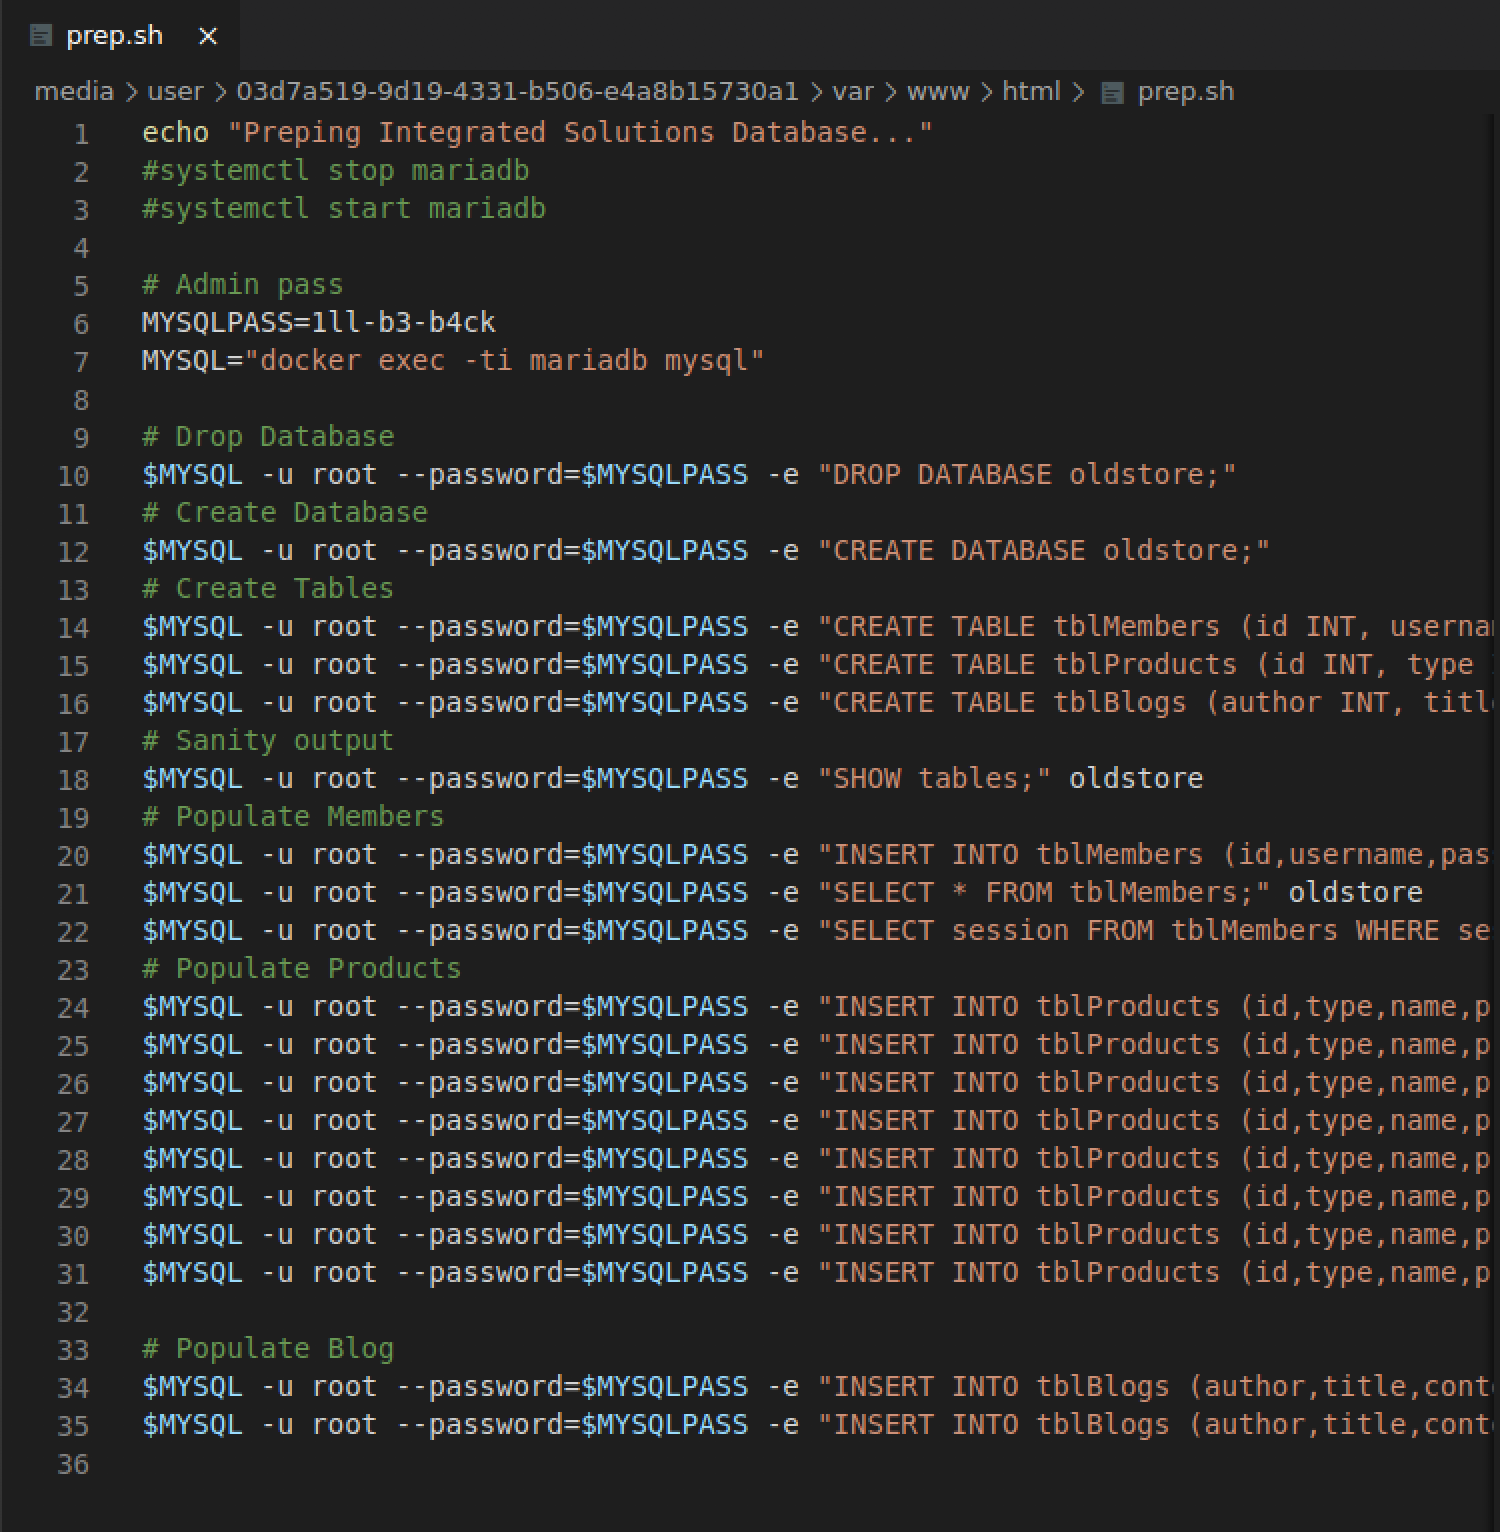 prep.sh
media > user > 03d7a519-9d19-4331-b506-e4a8b15730a1 > var > www > html > prep.sh
1 echo "Preping Integrated Solutions Database..."
2 #systemctl stop mariadb
3 #systemctl start mariadb
4
5 # Admin pass
6 MYSQLPASS=1ll-b3-b4ck
7 MYSQL="docker exec -ti mariadb mysql"
8
9 # Drop Database
10 $MYSQL -u root --password=$MYSQLPASS -e "DROP DATABASE oldstore;"
11 # Create Database
12 $MYSQL -u root --password=$MYSQLPASS -e "CREATE DATABASE oldstore;"
13 # Create Tables
14 $MYSQL -u root --password=$MYSQLPASS -e "CREATE TABLE tblMembers (id INT, userna
15 $MYSQL -u root --password=$MYSQLPASS -e "CREATE TABLE tblProducts (id INT, type
16 $MYSQL -u root --password=$MYSQLPASS -e "CREATE TABLE tblBlogs (author INT, titl
17 # Sanity output
18 $MYSQL -u root --password=$MYSQLPASS -e "SHOW tables;" oldstore
19 # Populate Members
20 $MYSQL -u root --password=$MYSQLPASS -e "INSERT INTO tblMembers (id,username,pas
21 $MYSQL -u root --password=$MYSQLPASS -e "SELECT * FROM tblMembers;" oldstore
22 $MYSQL -u root --password=$MYSQLPASS -e "SELECT session FROM tblMembers WHERE se
23 # Populate Products
24 $MYSQL -u root --password=$MYSQLPASS -e "INSERT INTO tblProducts (id,type,name,p
25 $MYSQL -u root --password=$MYSQLPASS -e "INSERT INTO tblProducts (id,type,name,p
26 $MYSQL -u root --password=$MYSQLPASS -e "INSERT INTO tblProducts (id,type,name,p
27 $MYSQL -u root --password=$MYSQLPASS -e "INSERT INTO tblProducts (id,type,name,p
28 $MYSQL -u root --password=$MYSQLPASS -e "INSERT INTO tblProducts (id,type,name,p
29 $MYSQL -u root --password=$MYSQLPASS -e "INSERT INTO tblProducts (id,type,name,p
30 $MYSQL -u root --password=$MYSQLPASS -e "INSERT INTO tblProducts (id,type,name,p
31 $MYSQL -u root --password=$MYSQLPASS -e "INSERT INTO tblProducts (id,type,name,p
32
33 # Populate Blog
34 $MYSQL -u root --password=$MYSQLPASS -e "INSERT INTO tblBlogs (author,title,cont
35 $MYSQL -u root --password=$MYSQLPASS -e "INSERT INTO tblBlogs (author,title,cont
36